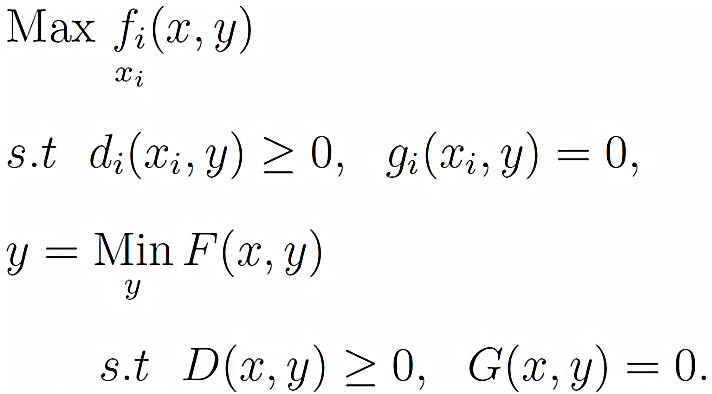 Max f_i(x, y)
x_i
s.t d_i(x_i, y) ≥ 0, g_i(x_i, y) = 0,
y = Min F(x, y)
y
s.t D(x, y) ≥ 0, G(x, y) = 0.